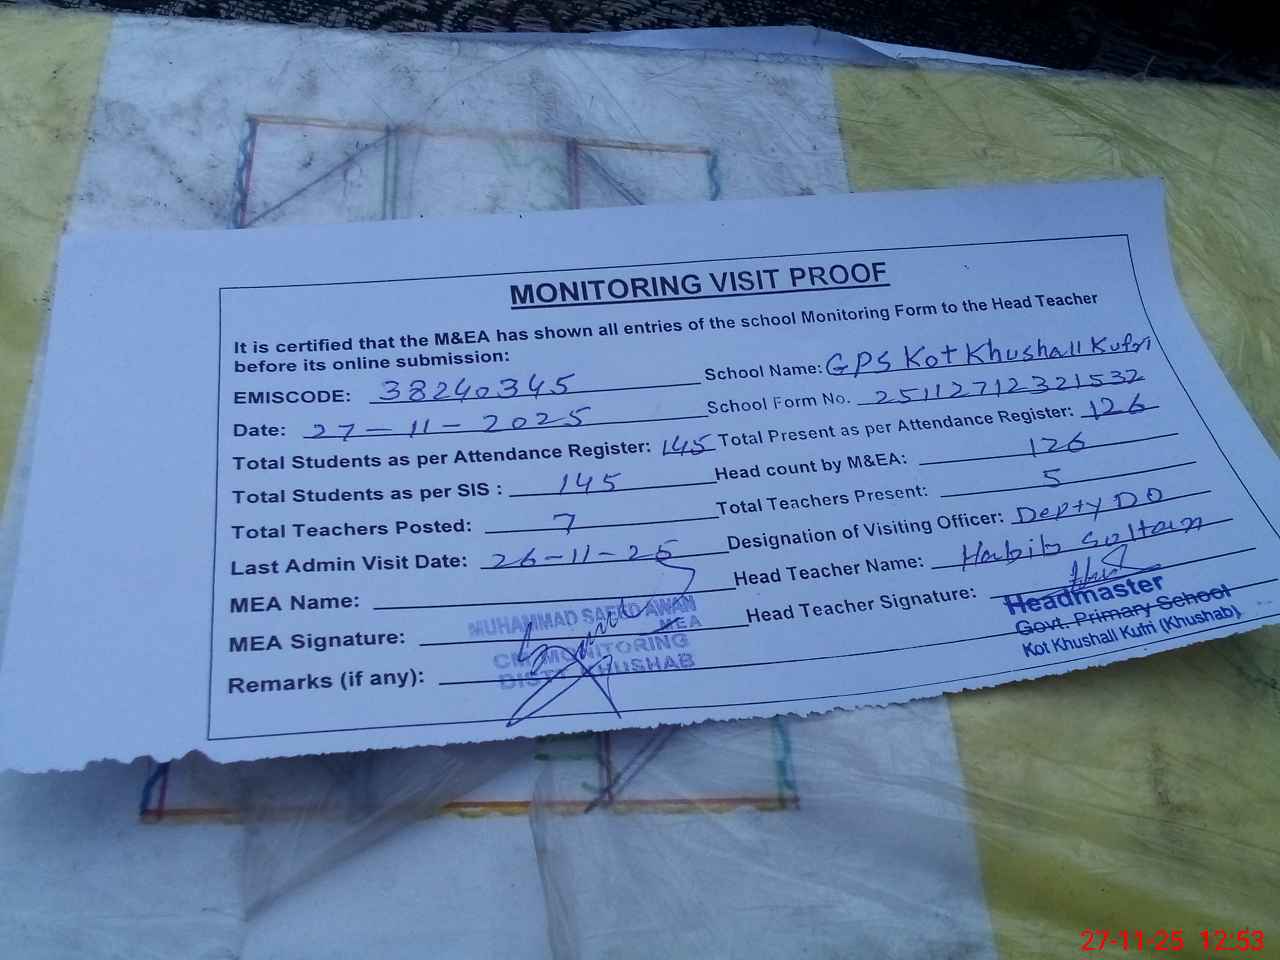 MONITORING VISIT PROOF
It is certified that the M&EA has shown all entries of the school Monitoring Form to the Head Teacher
before its online submission:
EMISCODE: 38240345 School Name: GPS Kot Khushall Kufri
Date: 27-11-2025 School Form No. 25112712321532
Total Students as per Attendance Register: 145 Total Present as per Attendance Register: 126
Total Students as per SIS : 145 Head count by M&EA: 126
Total Teachers Posted: 7 Total Teachers Present: 5
Last Admin Visit Date: 26-11-25 Designation of Visiting Officer: Depty DO
MEA Name: Head Teacher Name: Habib Sultan
MEA Signature: Head Teacher Signature:
MUHAMMAD SAEED AWAN
MEA
CM MONITORING
DISTT KHUSHAB
Headmaster
Govt. Primary School
Kot Khushall Kufri (Khushab).
Remarks (if any):
27-11-25 12:53